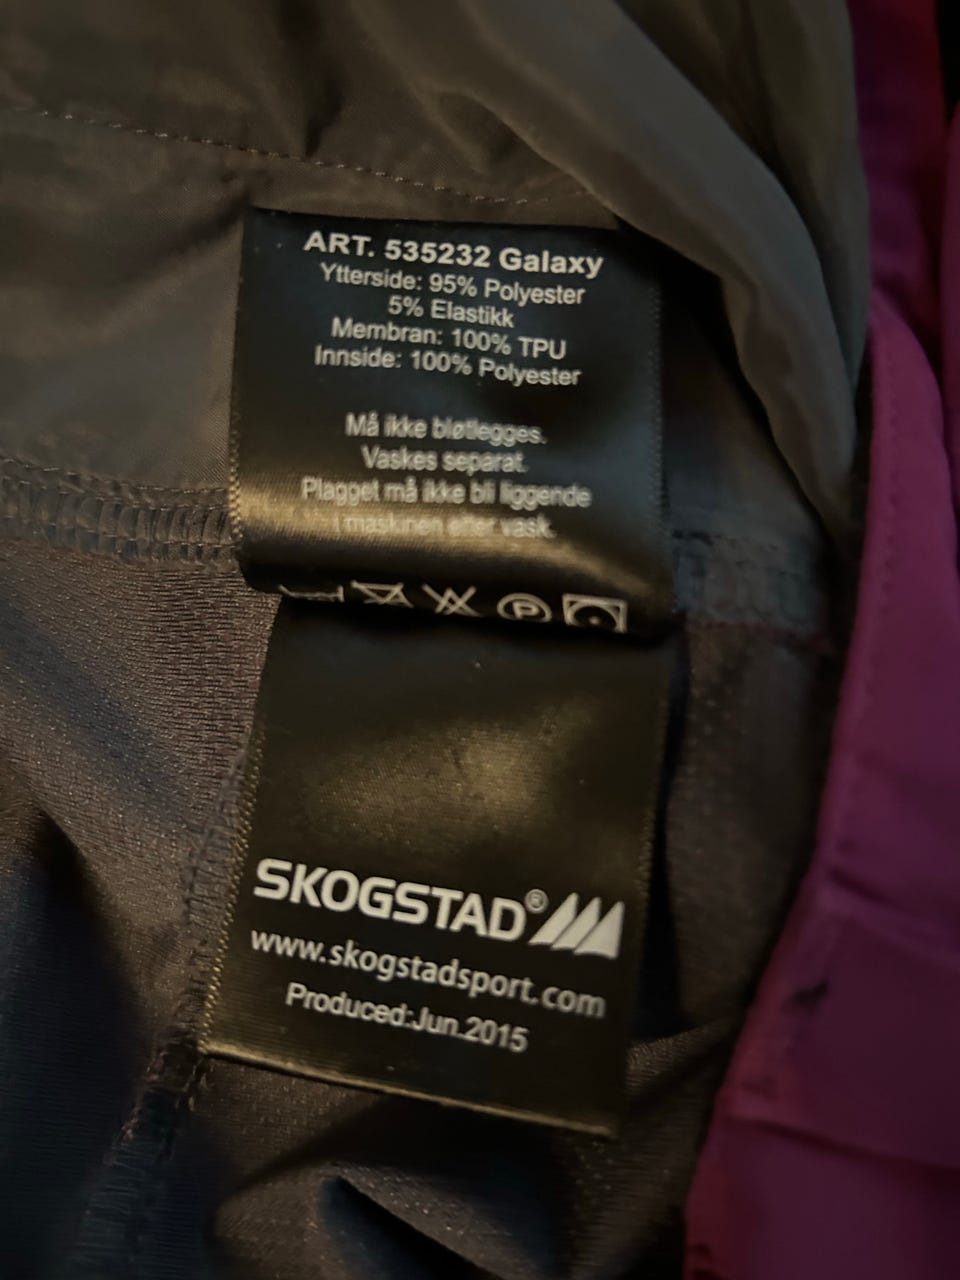 ART. 535232 Galaxy
Ytterside: 95% Polyester
5% Elastikk
Membran: 100% TPU
Innside: 100% Polyester
Må ikke bløtlegges.
Vaskes separat.
Plagget må ikke bli liggende
i maskinen etter vask.
P
SKOGSTAD®
www.skogstadsport.com
Produced:Jun.2015